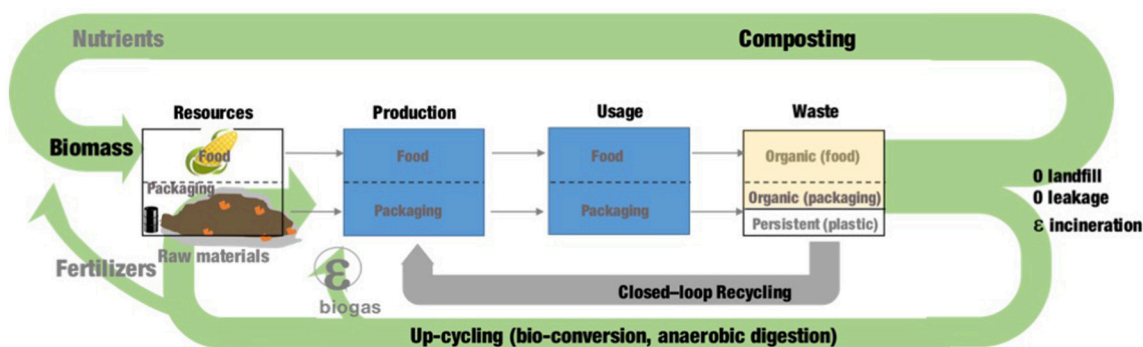 Nutrients
Composting
Resources
Production
Usage
Waste
Biomass
Food
Food
Food
Organic (food)
Packaging
Packaging
Packaging
Organic (packaging)
Persistent (plastic)
0 landfill
0 leakage
ε incineration
Raw materials
Fertilizers
ε
biogas
Closed–loop Recycling
Up-cycling (bio-conversion, anaerobic digestion)